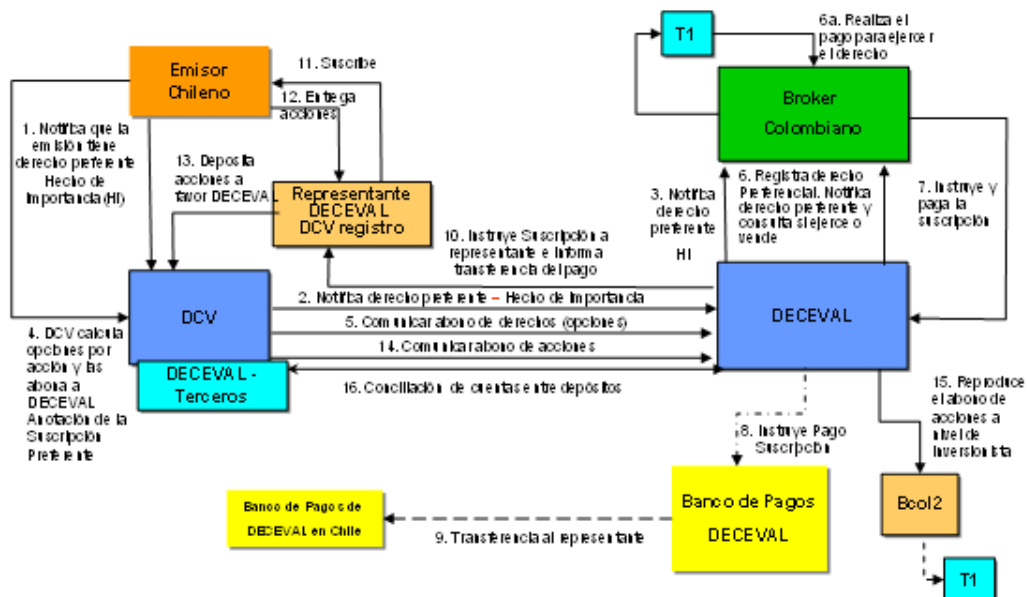 6a. Realiza el
pago para ejercer
el derecho
T1
11. Suscribe
Emisor
Chileno
12. Entrega
acciones
Broker
Colombiano
1. Notifica que la
emisión tiene
derecho preferente
Hecho de
Importancia (HI)
13. Deposita
acciones a
favor DECEVAL
Representante
DECEVAL
DCV registro
3. Notifica
derecho
preferente
HI
6. Registra derecho
Preferencial. Notifica
derecho preferente y
consulta si ejerce o
vende
7. Instruye y
paga la
suscripción
10. Instruye Suscripción a
representante e informa
transferencia del pago
DCV
2. Notifica derecho preferente – Hecho de Importancia
DECEVAL
5. Comunicar abono de derechos (opciones)
4. DCV calcula
opciones por
acción y las
abona a
DECEVAL
Anotación de la
Suscripción
Preferente
14. Comunicar abono de acciones
DECEVAL -
Terceros
16. Conciliación de cuentas entre depósitos
15. Reproduce
el abono de
acciones a
nivel de
inversionista
8. Instruye Pago
Suscripción
Banco de Pagos de
DECEVAL en Chile
Banco de Pagos
DECEVAL
Bcol2
9. Transferencia al representante
T1